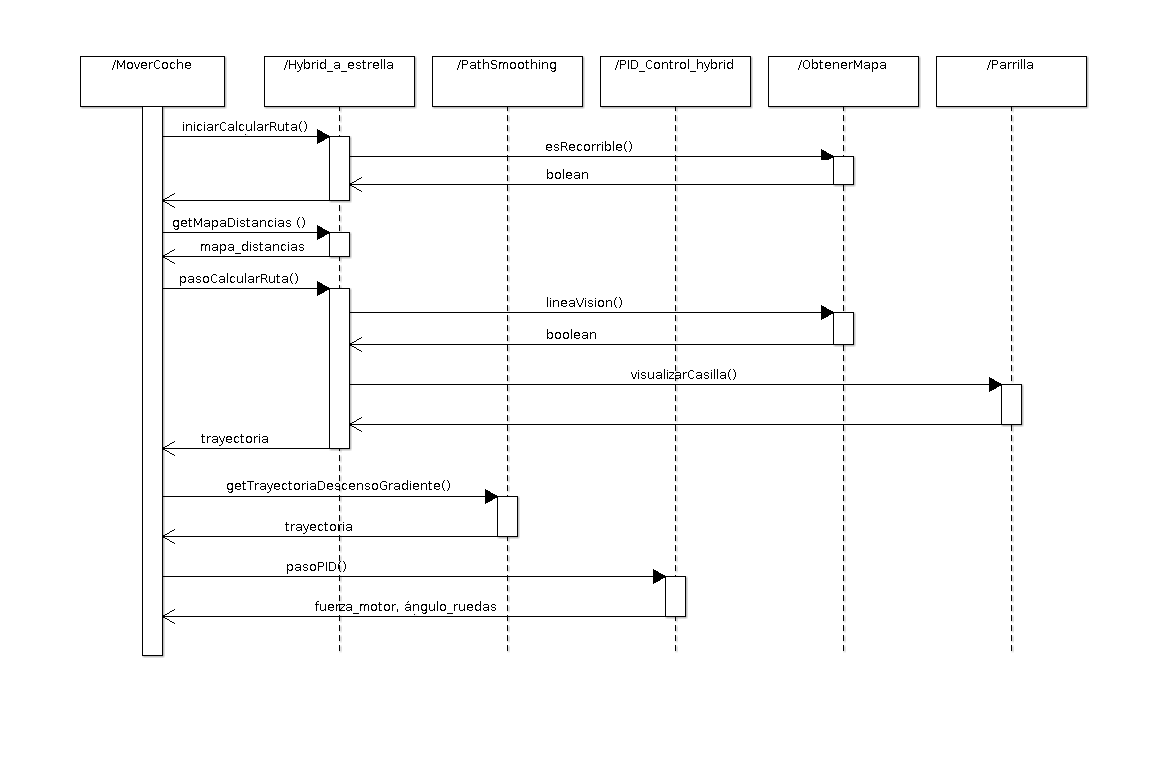 /MoverCoche
/Hybrid_a_estrella
/PathSmoothing
/PID_Control_hybrid
/ObtenerMapa
/Parrilla
iniciarCalcularRuta()
esRecorrible()
bolean
getMapaDistancias ()
mapa_distancias
pasoCalcularRuta()
lineaVision()
boolean
visualizarCasilla()
trayectoria
getTrayectoriaDescensoGradiente()
trayectoria
pasoPID()
fuerza_motor, ángulo_ruedas